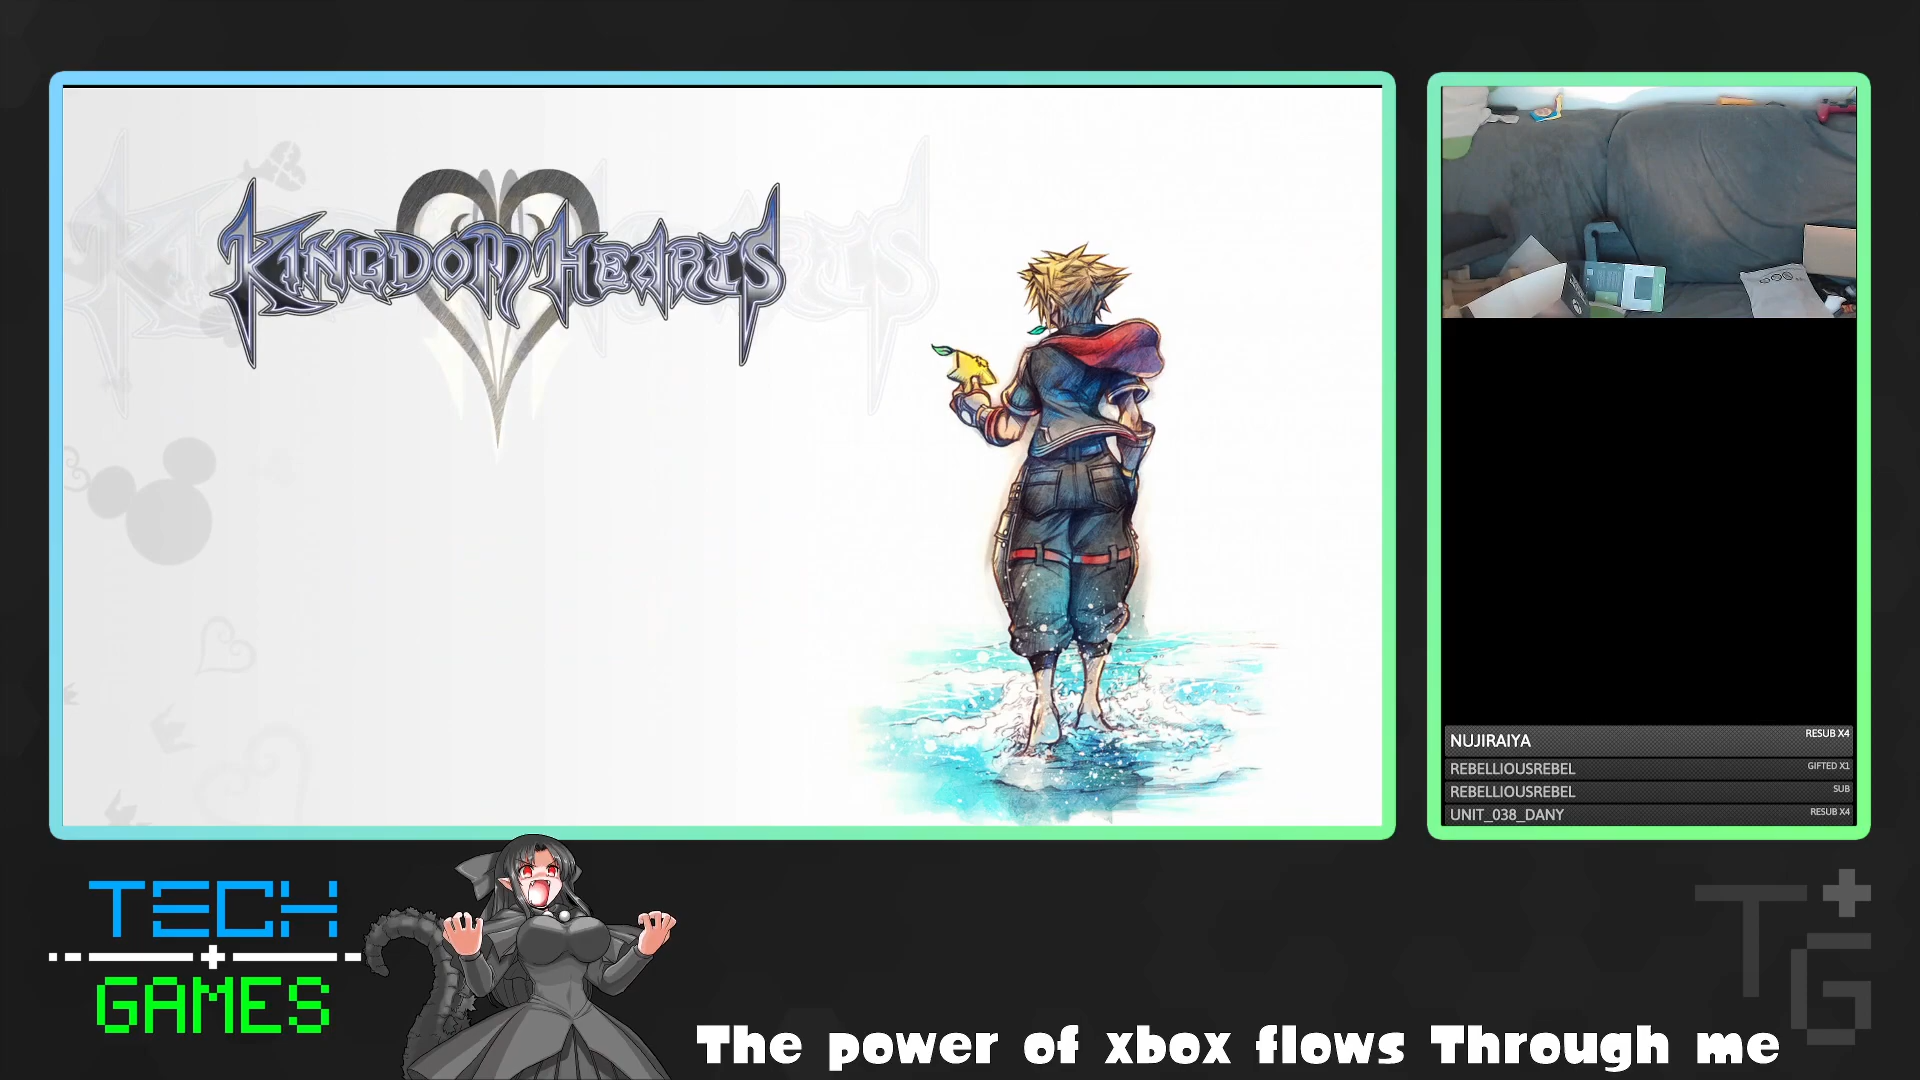 KINGDOM HEARTS
NUJIRAIYA RESUB X4
REBELLIOUSREBEL GIFTED X1
REBELLIOUSREBEL SUB
UNIT_038_DANY RESUB X4
TECH
GAMES
TG
The power of xbox flows Through me